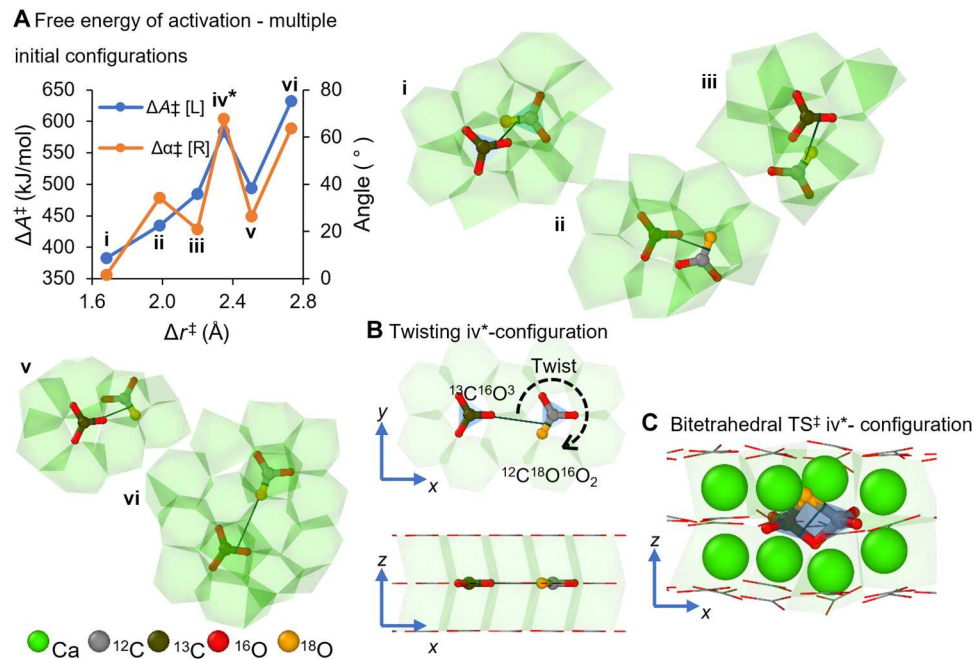 A Free energy of activation - multiple
initial configurations
650
600
550
500
450
400
350
ΔA‡ (kJ/mol)
ΔA‡ [L]
Δα‡ [R]
i
ii
iii
iv*
v
vi
80
60
40
20
0
Angle ( ° )
1.6 2.0 2.4 2.8
Δr‡ (Å)
i
ii
iii
v
vi
B Twisting iv*-configuration
Twist
¹³C¹⁶O³
¹²C¹⁸O¹⁶O₂
y
x
z
x
C Bitetrahedral TS‡ iv*- configuration
z
x
Ca ¹²C ¹³C ¹⁶O ¹⁸O